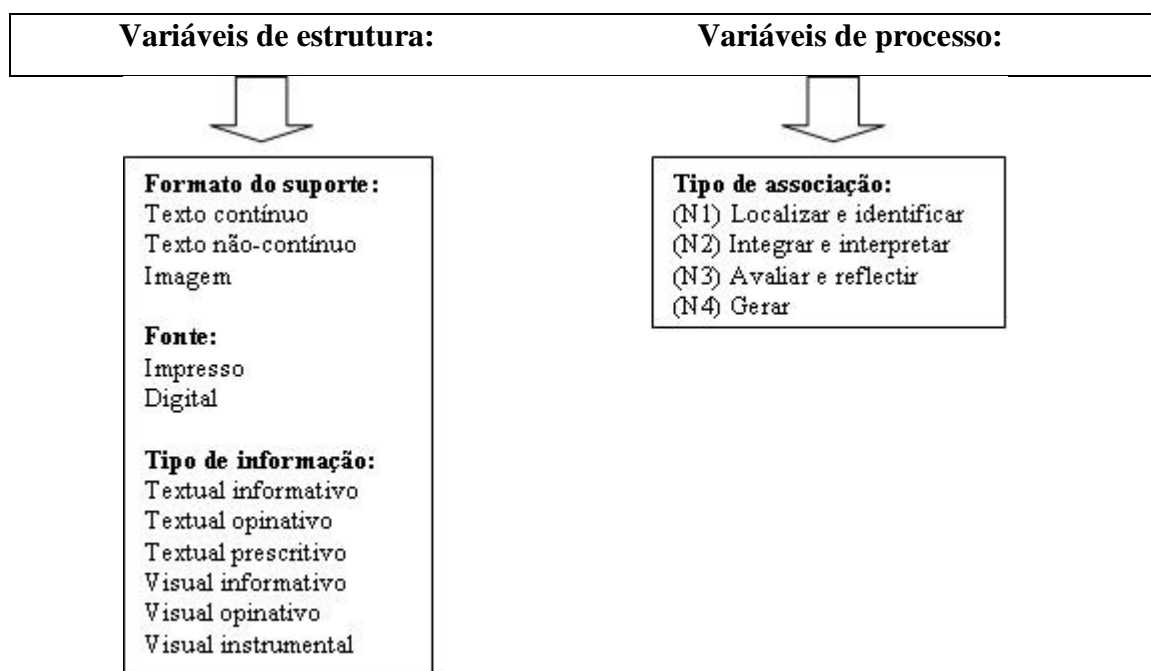 Variáveis de estrutura:
Variáveis de processo:
Formato do suporte:
Texto contínuo
Texto não-contínuo
Imagem
Fonte:
Impresso
Digital
Tipo de informação:
Textual informativo
Textual opinativo
Textual prescritivo
Visual informativo
Visual opinativo
Visual instrumental
Tipo de associação:
(N1) Localizar e identificar
(N2) Integrar e interpretar
(N3) Avaliar e reflectir
(N4) Gerar